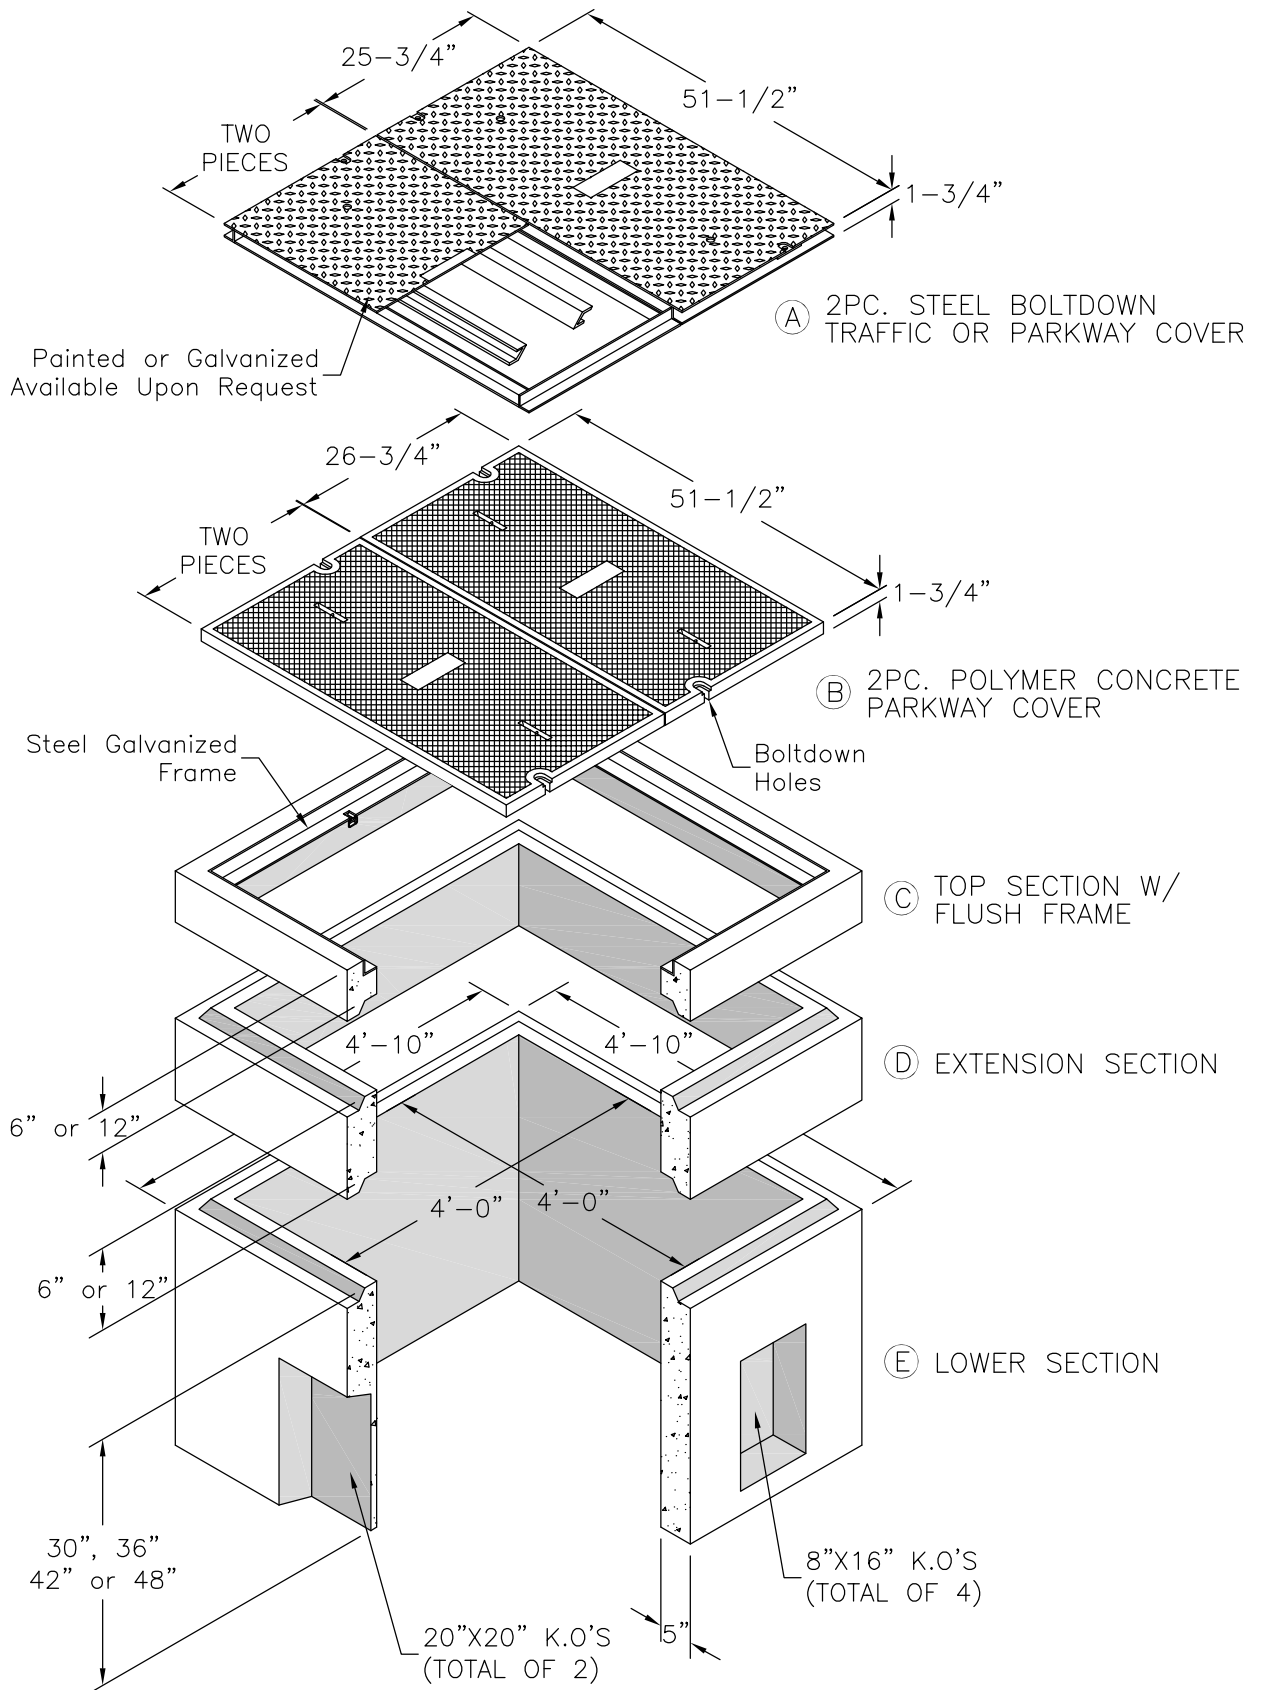 25-3/4”
51-1/2”
TWO
PIECES
1-3/4”
A 2PC. STEEL BOLTDOWN
TRAFFIC OR PARKWAY COVER
Painted or Galvanized
Available Upon Request
26-3/4”
51-1/2”
TWO
PIECES
1-3/4”
B 2PC. POLYMER CONCRETE
PARKWAY COVER
Steel Galvanized
Frame
Boltdown
Holes
C TOP SECTION W/
FLUSH FRAME
4’-10”
4’-10”
D EXTENSION SECTION
6” or 12”
4’-0”
4’-0”
6” or 12”
E LOWER SECTION
30”, 36”
42” or 48”
8”X16” K.O’S
(TOTAL OF 4)
20”X20” K.O’S
(TOTAL OF 2)
5”